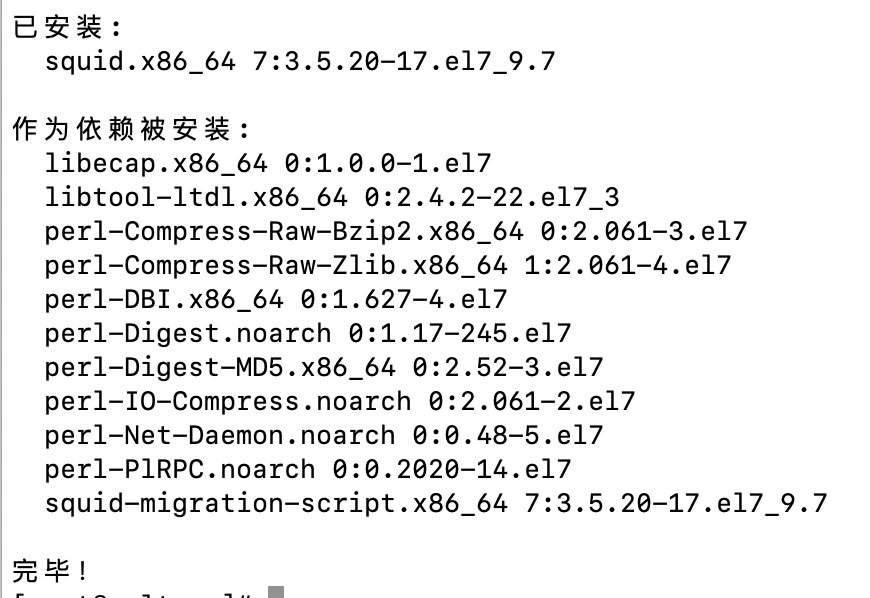 已安装:
squid.x86_64 7:3.5.20-17.el7_9.7
作为依赖被安装:
libecap.x86_64 0:1.0.0-1.el7
libtool-ltdl.x86_64 0:2.4.2-22.el7_3
perl-Compress-Raw-Bzip2.x86_64 0:2.061-3.el7
perl-Compress-Raw-Zlib.x86_64 1:2.061-4.el7
perl-DBI.x86_64 0:1.627-4.el7
perl-Digest.noarch 0:1.17-245.el7
perl-Digest-MD5.x86_64 0:2.52-3.el7
perl-IO-Compress.noarch 0:2.061-2.el7
perl-Net-Daemon.noarch 0:0.48-5.el7
perl-PlRPC.noarch 0:0.2020-14.el7
squid-migration-script.x86_64 7:3.5.20-17.el7_9.7
完毕!